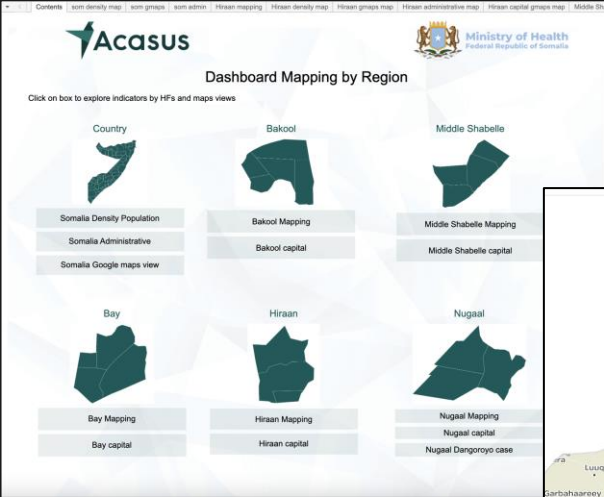 Contents som density map som gmaps som admin Hiraan mapping Hiraan density map Hiraan gmaps map Hiraan administrative map Hiraan capital gmaps map Middle Sh
Acasus
Ministry of Health
Federal Republic of Somalia
Dashboard Mapping by Region
Click on box to explore indicators by HFs and maps views
Country Bakool Middle Shabelle
Somalia Density Population
Somalia Administrative
Somalia Google maps view
Bakool Mapping
Bakool capital
Middle Shabelle Mapping
Middle Shabelle capital
Bay Hiraan Nugaal
Bay Mapping
Bay capital
Hiraan Mapping
Hiraan capital
Nugaal Mapping
Nugaal capital
Nugaal Dangoroyo case
Luuq
Garbahaareey